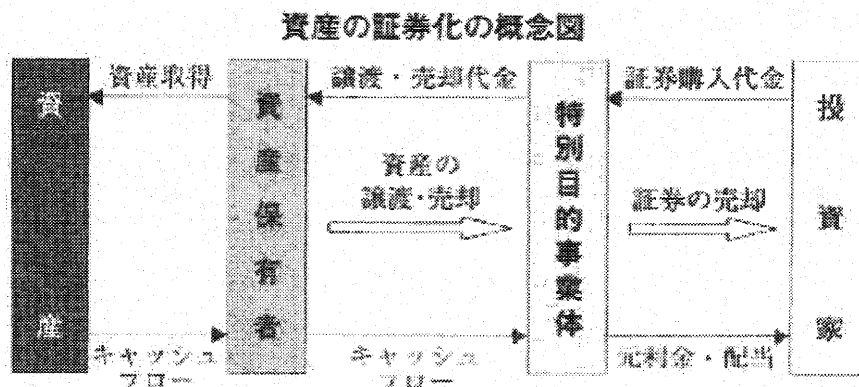 資産の証券化の概念図
資産
資産取得
資産保有者
譲渡・売却代金
資産の
譲渡・売却
特別目的事業体
証券購入代金
証券の売却
投資家
キャッシュ
フロー
キャッシュ
フロー
元利金・配当